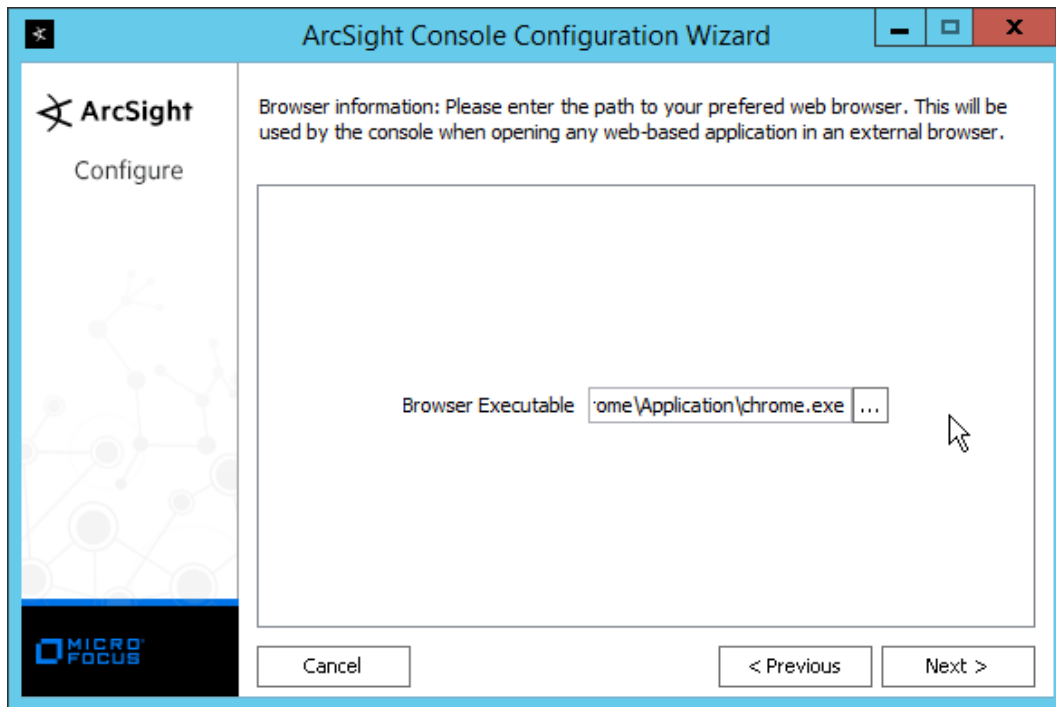 ArcSight Console Configuration Wizard
ArcSight
Configure
Browser information: Please enter the path to your prefered web browser. This will be
used by the console when opening any web-based application in an external browser.
Browser Executable
ome\Application\chrome.exe
...
MICRO
FOCUS
Cancel
< Previous
Next >